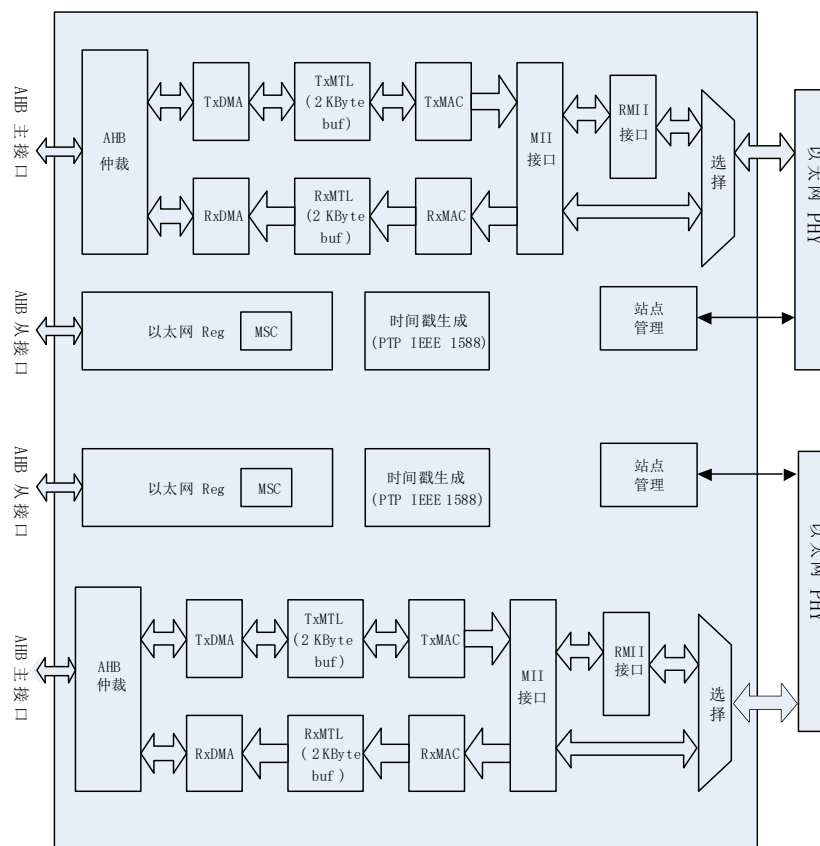 AHB 主接口
AHB
仲裁
TxDMA
TxMTL
(2KByte
buf)
TxMAC
MII
接口
RMII
接口
选择
以太网 PHY
RxDMA
RxMTL
(2KByte
buf)
RxMAC
AHB 从接口
以太网 Reg
MSC
时间戳生成
(PTP IEEE 1588)
站点
管理
AHB 从接口
以太网 Reg
MSC
时间戳生成
(PTP IEEE 1588)
站点
管理
以太网 PHY
AHB 主接口
AHB
仲裁
TxDMA
TxMTL
(2KByte
buf)
TxMAC
MII
接口
RMII
接口
选择
RxDMA
RxMTL
(2KByte
buf)
RxMAC